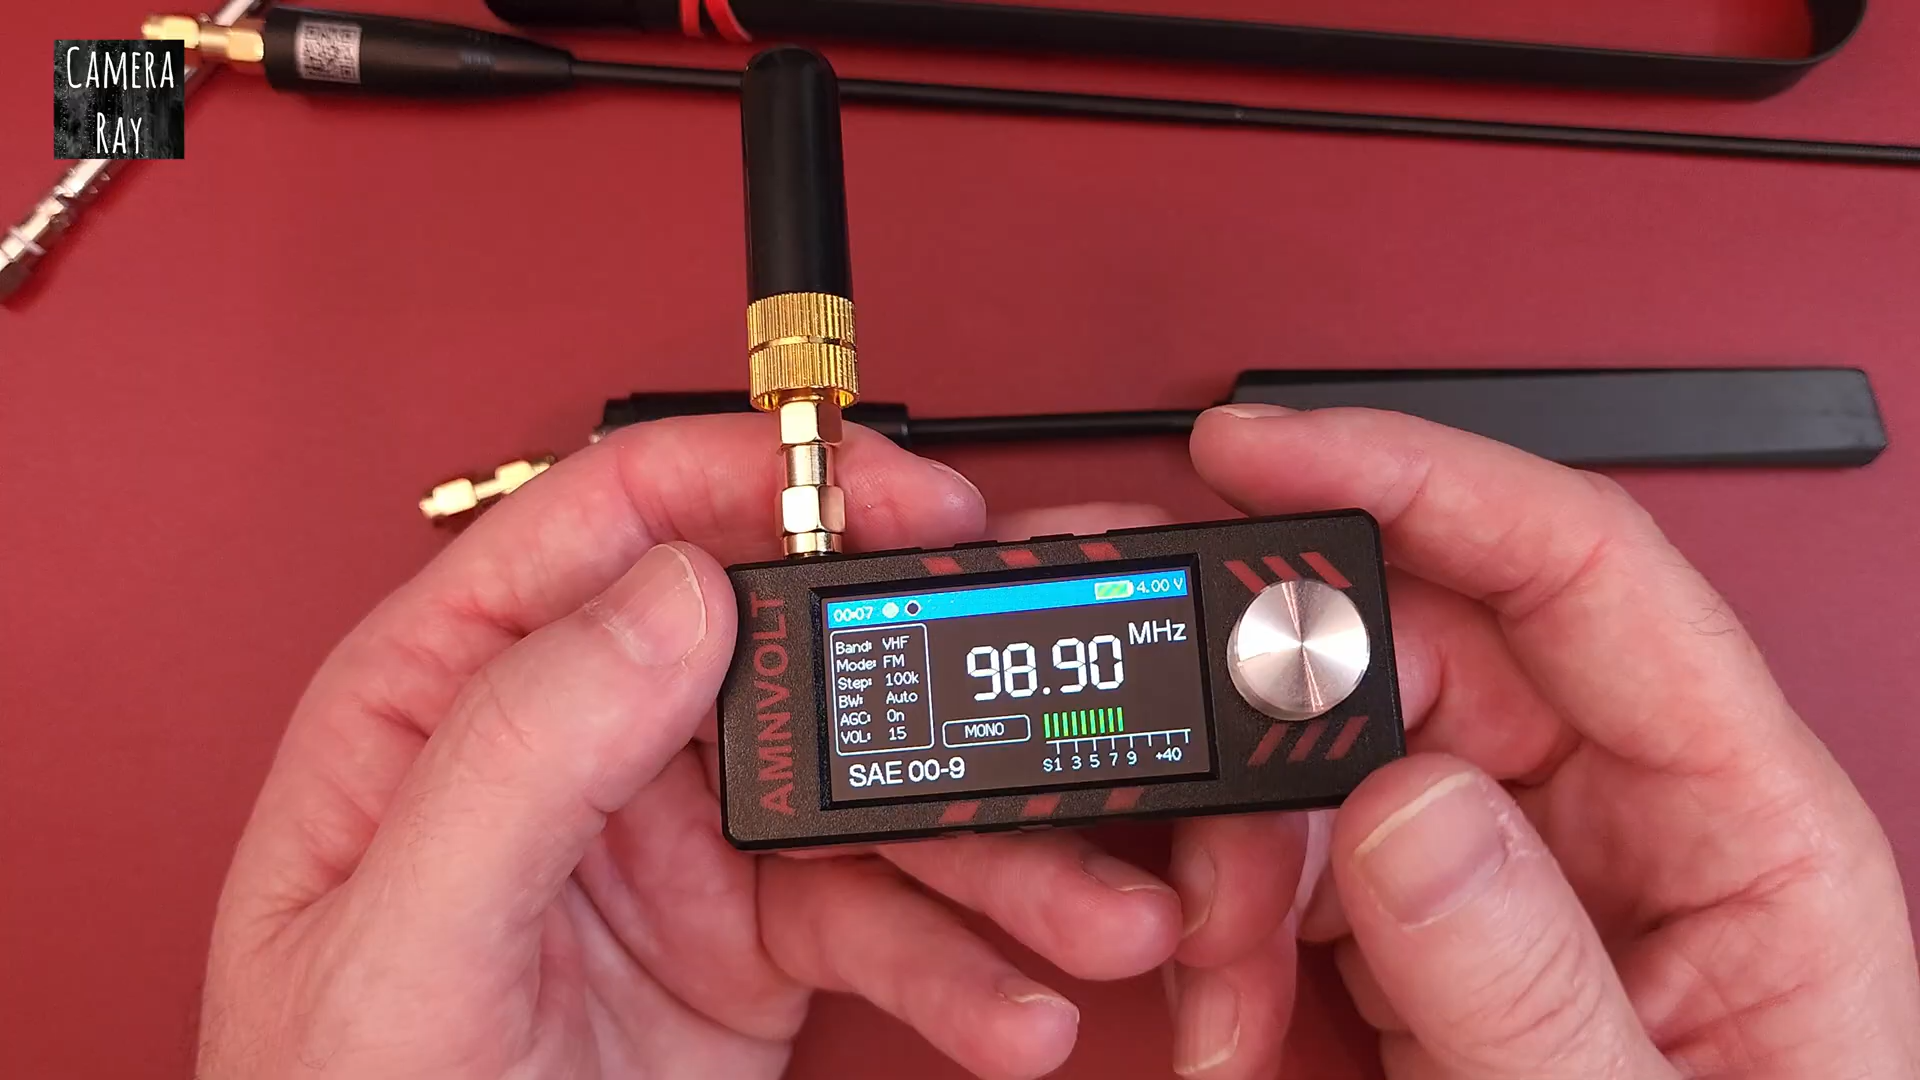 CAMERA
RAY
AMNVOLT
00:07
4.00 V
Band: VHF
Mode: FM
Step: 100k
BW: Auto
AGC: On
VOL: 15
98.90 MHz
MONO
S1 3 5 7 9 +40
SAE 00-9